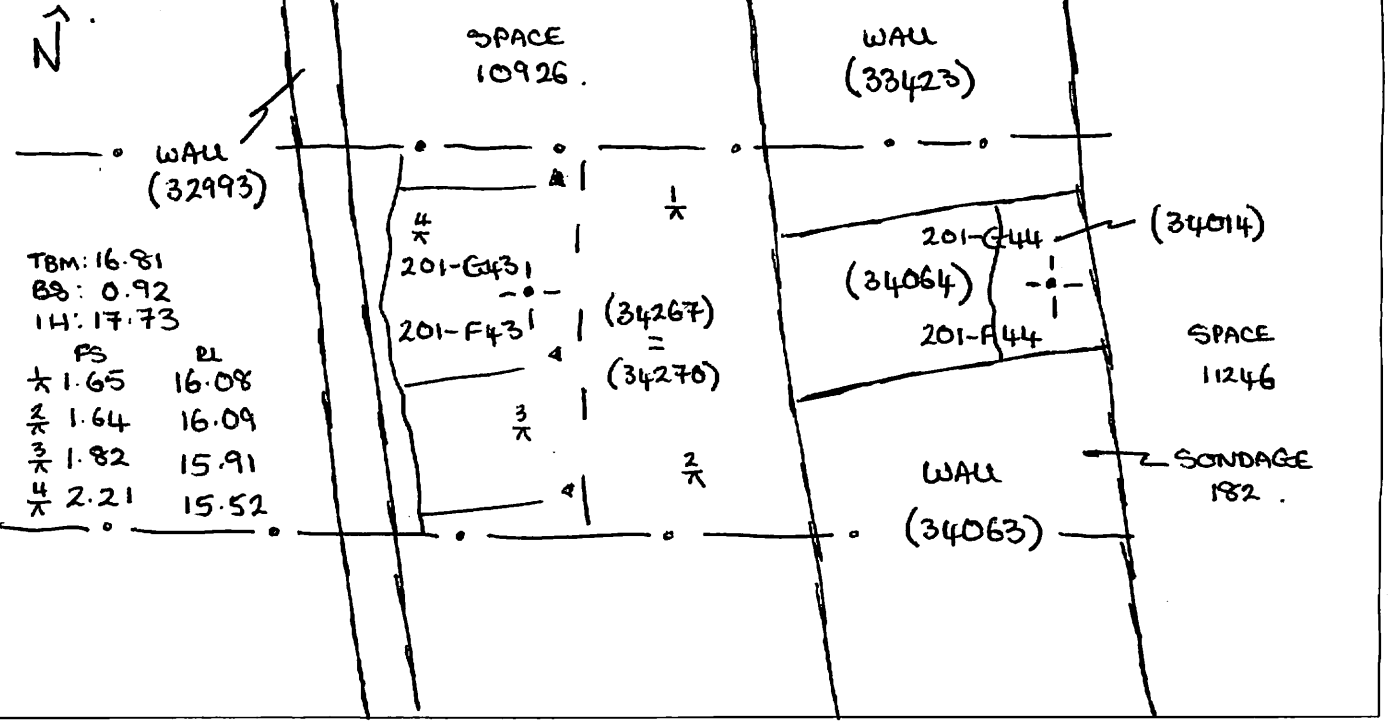 N
SPACE
10926.
WALL
(33423)
WALL
(32993)
1
4
201-G43
201-F43
(34267)
=
(34270)
3
2
201-G44
(34014)
(34064)
201-F44
SPACE
11246
WALL
(34063)
SONDAGE
182.
TBM: 16.81
BS: 0.92
IH: 17.73
FS RL
1 1.65 16.08
2 1.64 16.09
3 1.82 15.91
4 2.21 15.52